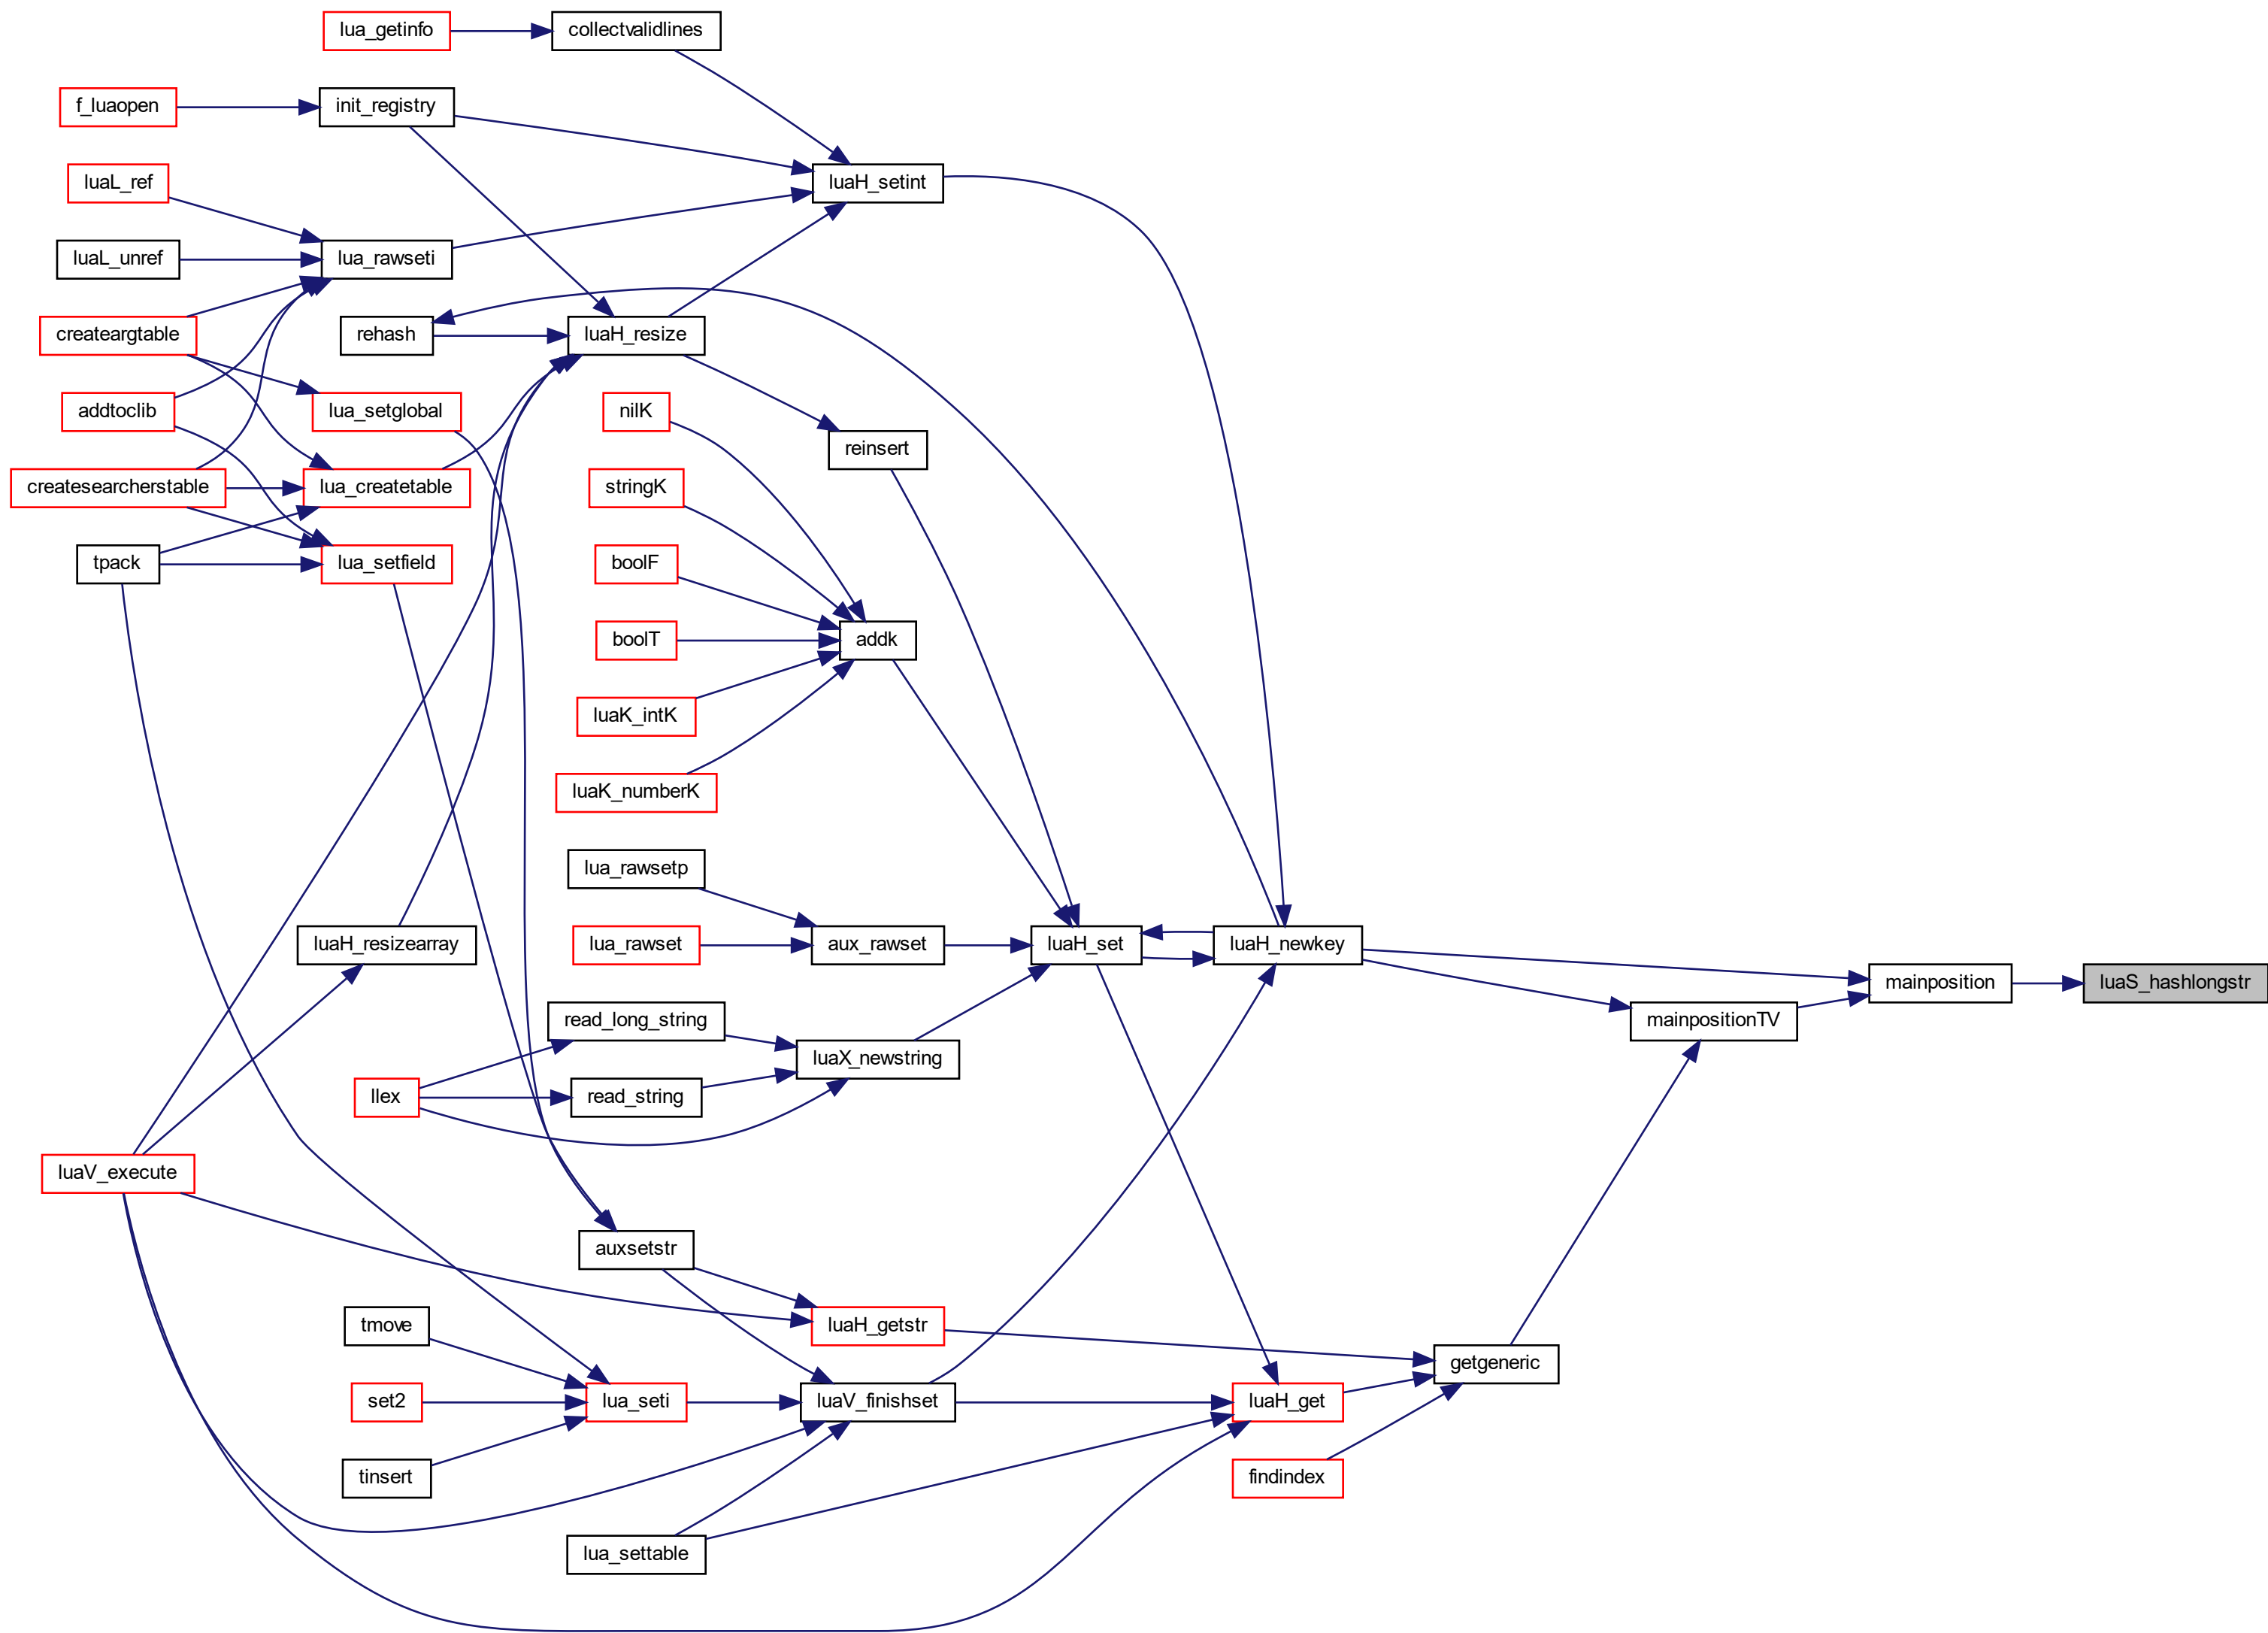 lua_getinfo
collectvalidlines
f_luaopen
init_registry
luaL_ref
luaH_setint
luaL_unref
lua_rawseti
createargtable
rehash
luaH_resize
addtoclib
lua_setglobal
nilK
reinsert
createsearcherstable
lua_createtable
stringK
tpack
lua_setfield
boolF
boolT
addk
luaK_intK
luaK_numberK
lua_rawsetp
luaH_resizearray
lua_rawset
aux_rawset
luaH_set
luaH_newkey
mainposition
luaS_hashlongstr
read_long_string
mainpositionTV
luaX_newstring
llex
read_string
luaV_execute
auxsetstr
tmove
luaH_getstr
getgeneric
set2
lua_seti
luaV_finishset
luaH_get
tinsert
findindex
lua_settable